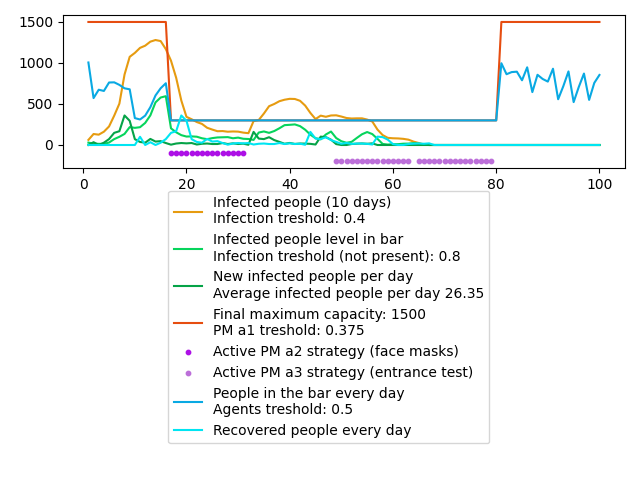 1500
1000
500
0
0
20
40
60
80
100
Infected people (10 days)
Infection treshold: 0.4
Infected people level in bar
Infection treshold (not present): 0.8
New infected people per day
Average infected people per day 26.35
Final maximum capacity: 1500
PM a1 treshold: 0.375
Active PM a2 strategy (face masks)
Active PM a3 strategy (entrance test)
People in the bar every day
Agents treshold: 0.5
Recovered people every day